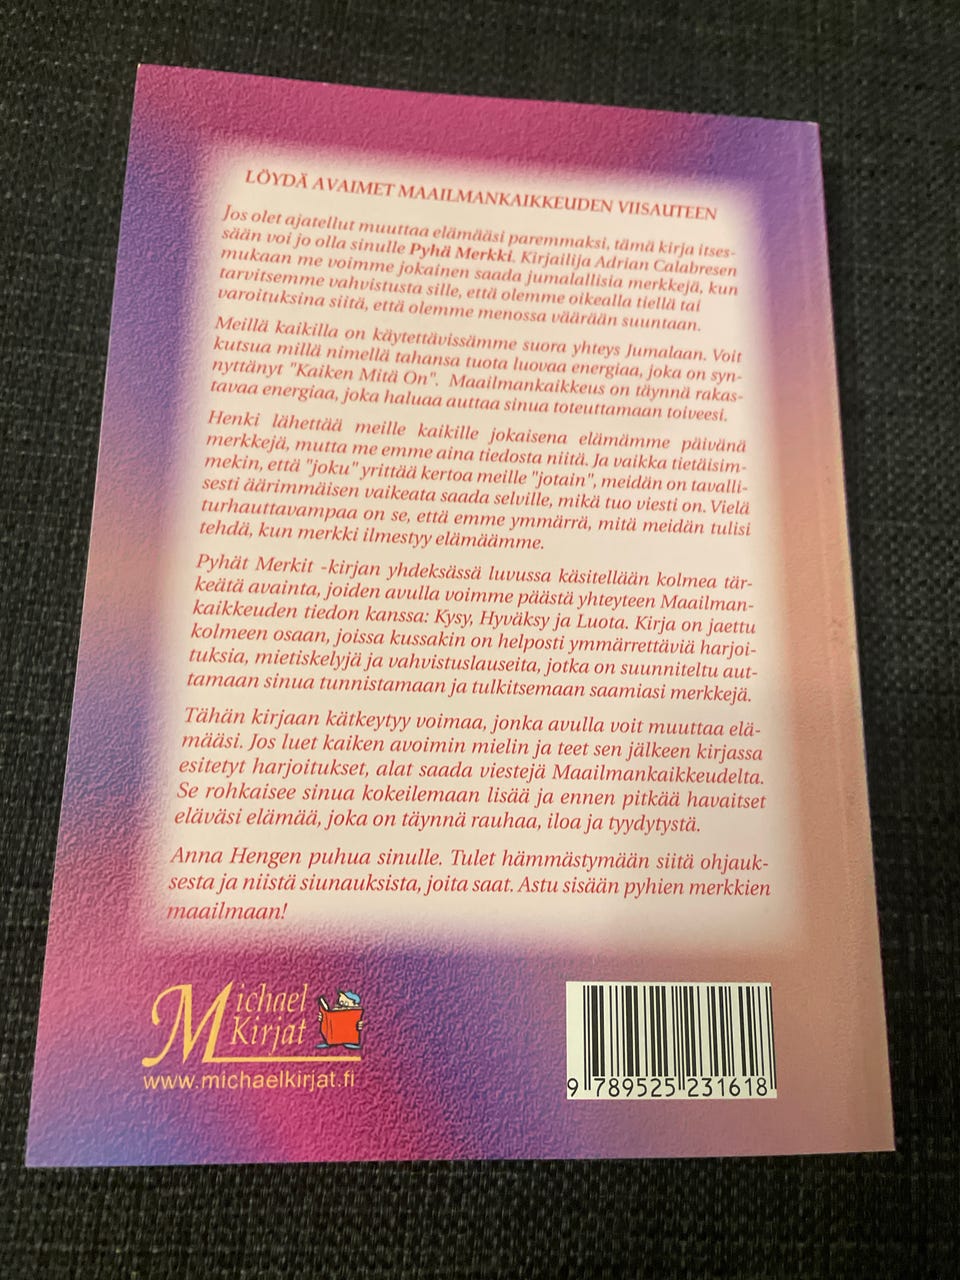 LÖYDÄ AVAIMET MAAILMANKAIKKEUDEN VIISAUTEEN
Jos olet ajatellut muuttaa elämääsi paremmaksi, tämä kirja itses-
sään voi jo olla sinulle Pyhä Merkki. Kirjailija Adrian Calabresen
mukaan me voimme jokainen saada jumalallisia merkkejä, kun
tarvitsemme vahvistusta sille, että olemme oikealla tiellä tai
varoituksina siitä, että olemme menossa väärään suuntaan.
Meillä kaikilla on käytettävissämme suora yhteys Jumalaan. Voit
kutsua millä nimellä tahansa tuota luovaa energiaa, joka on syn-
nyttänyt "Kaiken Mitä On". Maailmankaikkeus on täynnä rakas-
tavaa energiaa, joka haluaa auttaa sinua toteuttamaan toiveesi.
Henki lähettää meille kaikille jokaisena elämämme päivänä
merkkejä, mutta me emme aina tiedosta niitä. Ja vaikka tietäisim-
mekin, että "joku" yrittää kertoa meille "jotain", meidän on tavalli-
sesti äärimmäisen vaikeata saada selville, mikä tuo viesti on. Vielä
turhauttavampaa on se, että emme ymmärrä, mitä meidän tulisi
tehdä, kun merkki ilmestyy elämäämme.
Pyhät Merkit -kirjan yhdeksässä luvussa käsitellään kolmea tär-
keätä avainta, joiden avulla voimme päästä yhteyteen Maailman-
kaikkeuden tiedon kanssa: Kysy, Hyväksy ja Luota. Kirja on jaettu
kolmeen osaan, joissa kussakin on helposti ymmärrettäviä harjoi-
tuksia, mietiskelyjä ja vahvistuslauseita, jotka on suunniteltu aut-
tamaan sinua tunnistamaan ja tulkitsemaan saamiasi merkkejä.
Tähän kirjaan kätkeytyy voimaa, jonka avulla voit muuttaa elä-
määsi. Jos luet kaiken avoimin mielin ja teet sen jälkeen kirjassa
esitetyt harjoitukset, alat saada viestejä Maailmankaikkeudelta.
Se rohkaisee sinua kokeilemaan lisää ja ennen pitkää havaitset
eläväsi elämää, joka on täynnä rauhaa, iloa ja tyydytystä.
Anna Hengen puhua sinulle. Tulet hämmästymään siitä ohjauk-
sesta ja niistä siunauksista, joita saat. Astu sisään pyhien merkkien
maailmaan!
Michael
Kirjat
www.michaelkirjat.fi
9 789525 231618